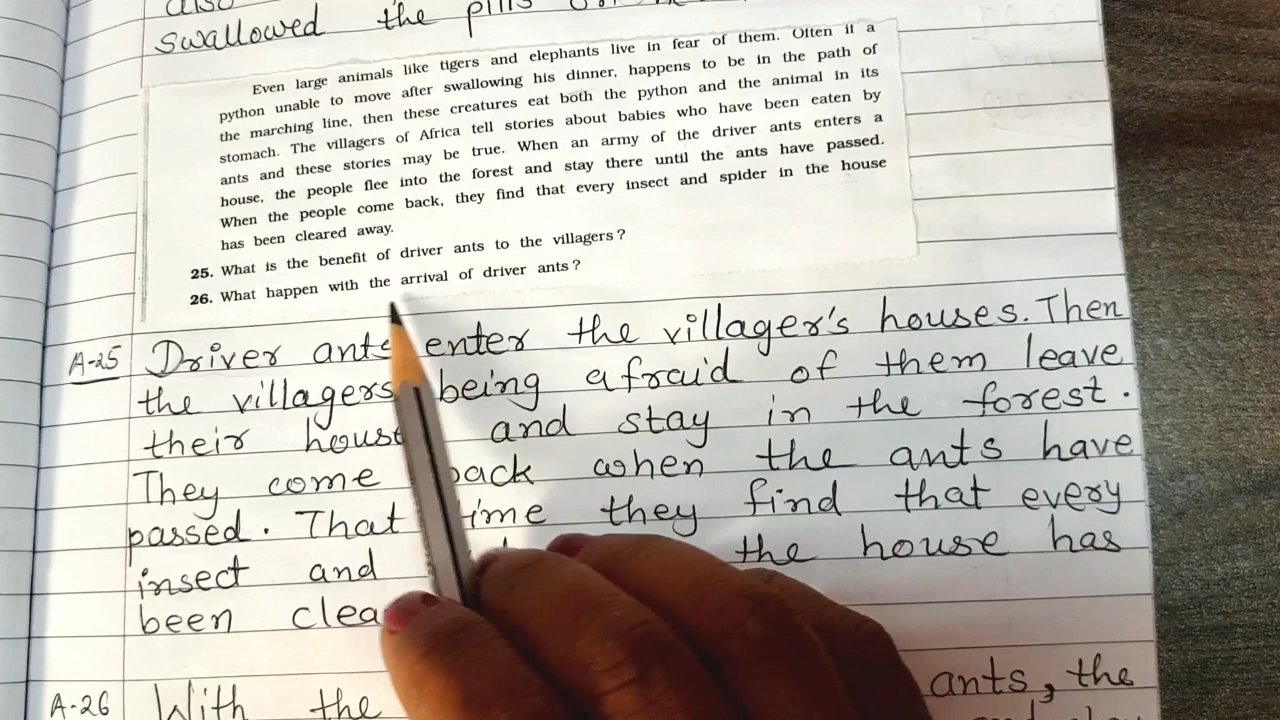 also
swallowed the pills
Even large animals like tigers and elephants live in fear of them. Often if a
python unable to move after swallowing his dinner, happens to be in the path of
the marching line, then these creatures eat both the python and the animal in its
stomach. The villagers of Africa tell stories about babies who have been eaten by
ants and these stories may be true. When an army of the driver ants enters a
house, the people flee into the forest and stay there until the ants have passed.
When the people come back, they find that every insect and spider in the house
has been cleared away.
25. What is the benefit of driver ants to the villagers?
26. What happen with the arrival of driver ants?
A-25 Driver ants enter the villager's houses. Then
the villagers being afraid of them leave
their and stay in the forest.
They come back when the ants have
passed. That time they find that every
insect and the house has
been
A-26 With the ants, the